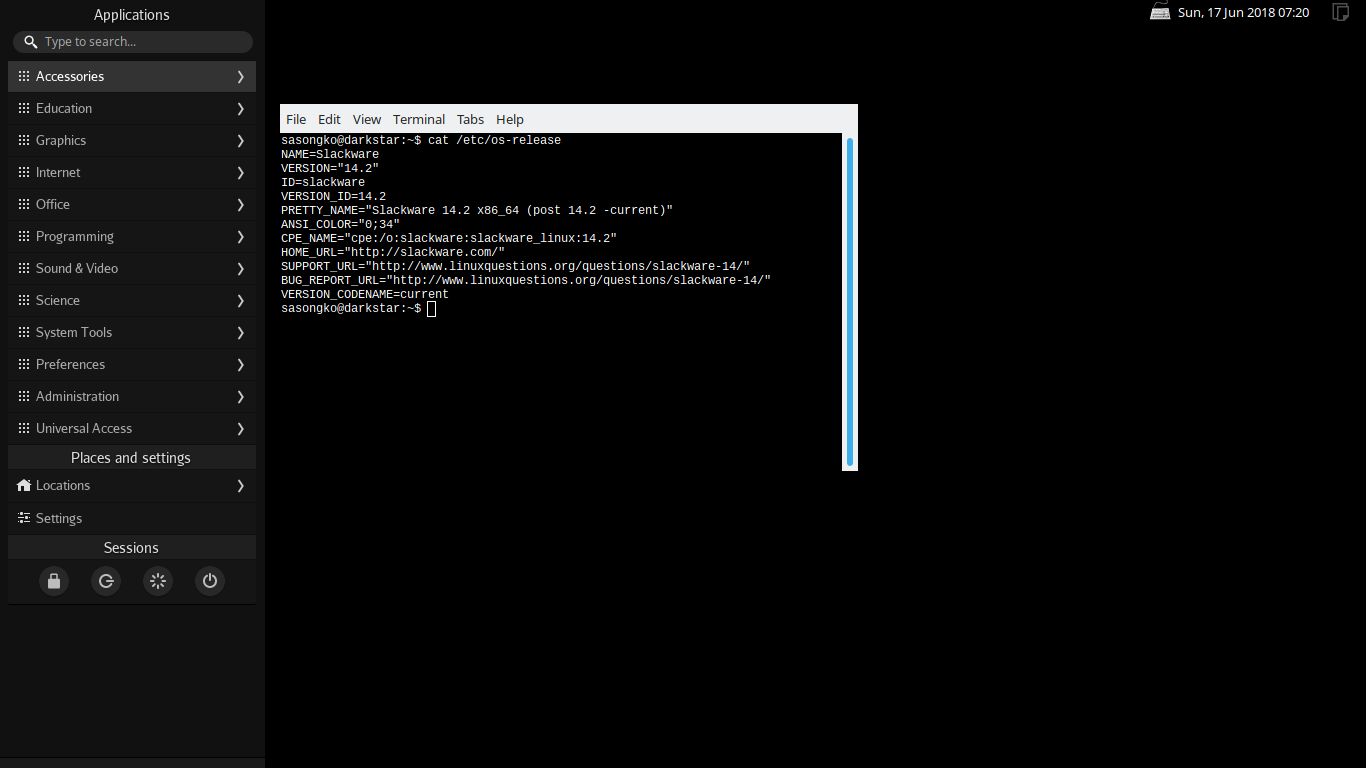 Applications
Type to search...
Accessories
Education
Graphics
Internet
Office
Programming
Sound & Video
Science
System Tools
Preferences
Administration
Universal Access
Places and settings
Locations
Settings
Sessions
Sun, 17 Jun 2018 07:20
File Edit View Terminal Tabs Help
sasongko@darkstar:~$ cat /etc/os-release
NAME=Slackware
VERSION="14.2"
ID=slackware
VERSION_ID=14.2
PRETTY_NAME="Slackware 14.2 x86_64 (post 14.2 -current)"
ANSI_COLOR="0;34"
CPE_NAME="cpe:/o:slackware:slackware_linux:14.2"
HOME_URL="http://slackware.com/"
SUPPORT_URL="http://www.linuxquestions.org/questions/slackware-14/"
BUG_REPORT_URL="http://www.linuxquestions.org/questions/slackware-14/"
VERSION_CODENAME=current
sasongko@darkstar:~$